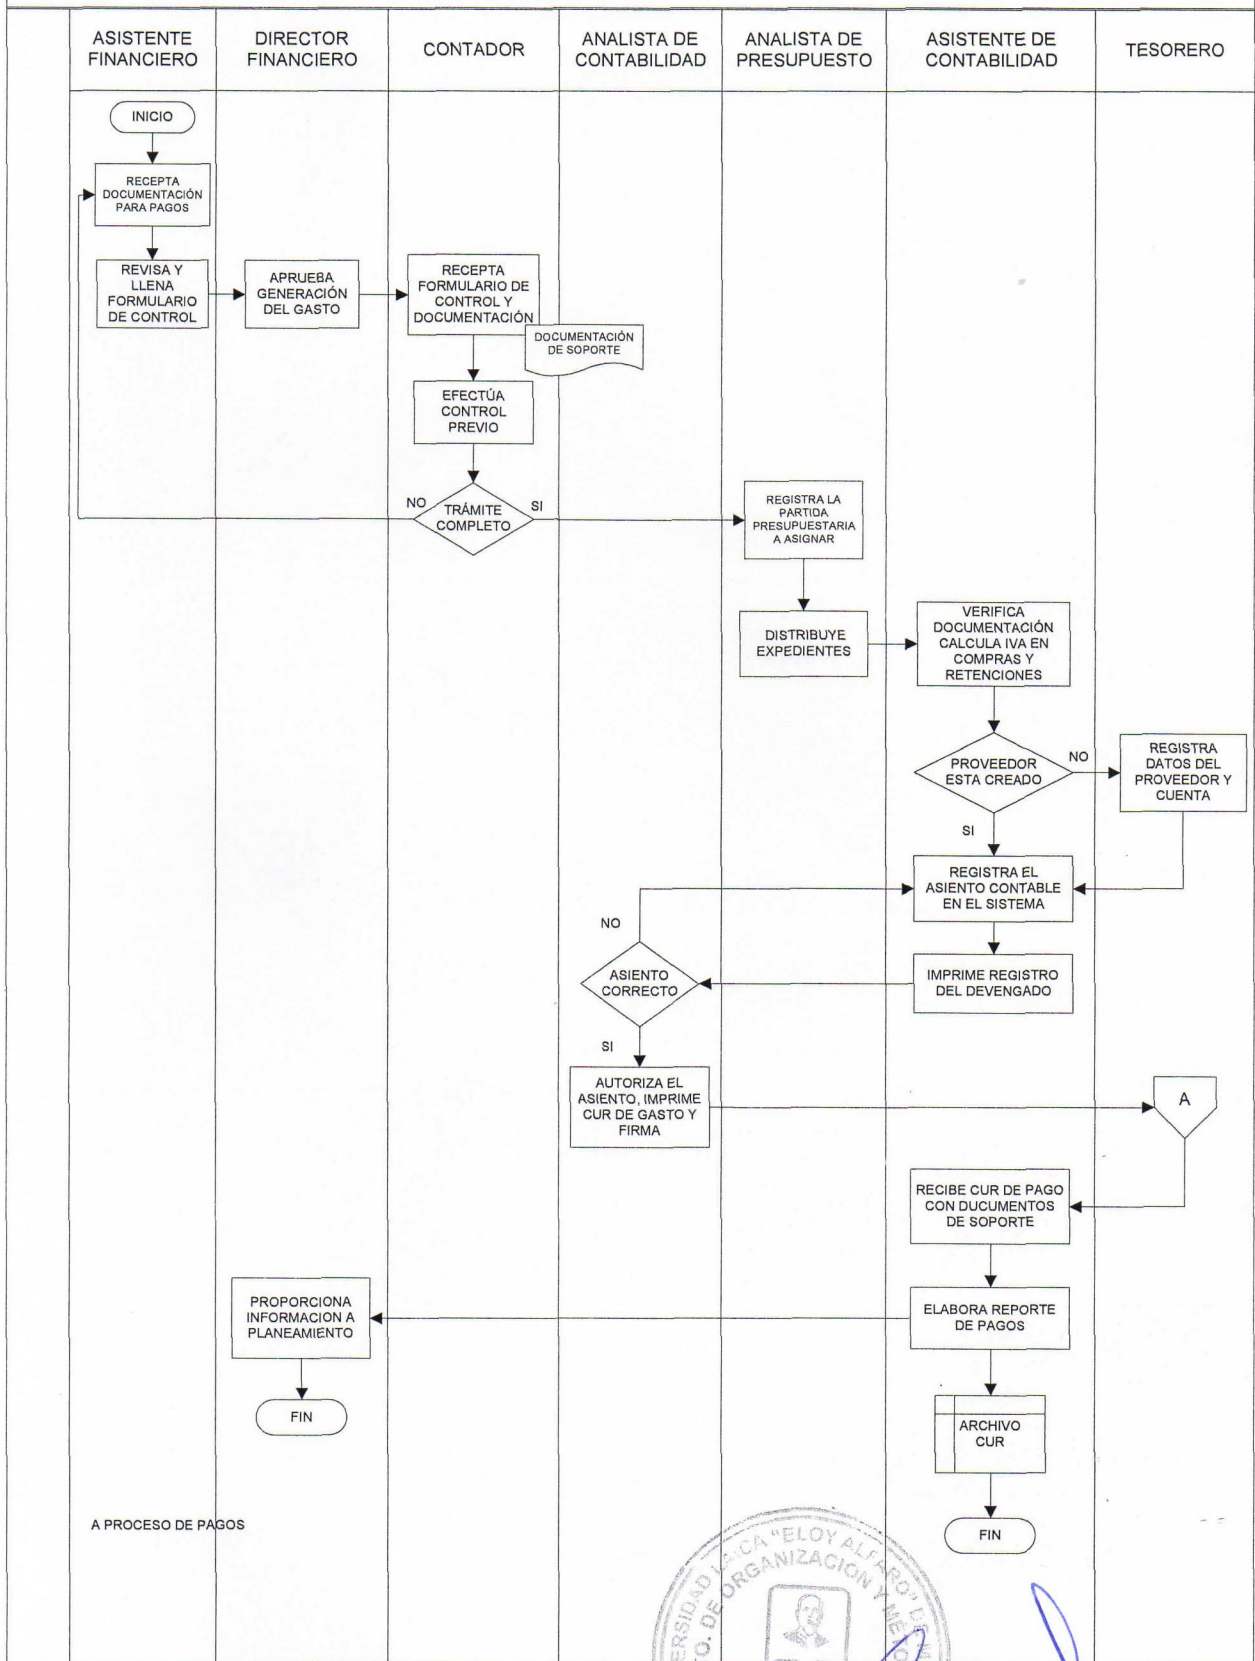 ASISTENTE
FINANCIERO
DIRECTOR
FINANCIERO
CONTADOR
ANALISTA DE
CONTABILIDAD
ANALISTA DE
PRESUPUESTO
ASISTENTE DE
CONTABILIDAD
TESORERO
INICIO
RECEPTA
DOCUMENTACIÓN
PARA PAGOS
REVISA Y
LLENA
FORMULARIO
DE CONTROL
APRUEBA
GENERACIÓN
DEL GASTO
RECEPTA
FORMULARIO DE
CONTROL Y
DOCUMENTACIÓN
DOCUMENTACIÓN
DE SOPORTE
EFECTÚA
CONTROL
PREVIO
NO
TRÁMITE
COMPLETO
SI
REGISTRA LA
PARTIDA
PRESUPUESTARIA
A ASIGNAR
DISTRIBUYE
EXPEDIENTES
VERIFICA
DOCUMENTACIÓN
CALCULA IVA EN
COMPRAS Y
RETENCIONES
PROVEEDOR
ESTA CREADO
NO
REGISTRA
DATOS DEL
PROVEEDOR Y
CUENTA
SI
REGISTRA EL
ASIENTO CONTABLE
EN EL SISTEMA
NO
ASIENTO
CORRECTO
IMPRIME REGISTRO
DEL DEVENGADO
SI
AUTORIZA EL
ASIENTO, IMPRIME
CUR DE GASTO Y
FIRMA
A
RECIBE CUR DE PAGO
CON DUCUMENTOS
DE SOPORTE
PROPORCIONA
INFORMACION A
PLANEAMIENTO
ELABORA REPORTE
DE PAGOS
FIN
ARCHIVO
CUR
FIN
A PROCESO DE PAGOS
"ELOY ALFARO" DE
DE ORGANIZACION Y